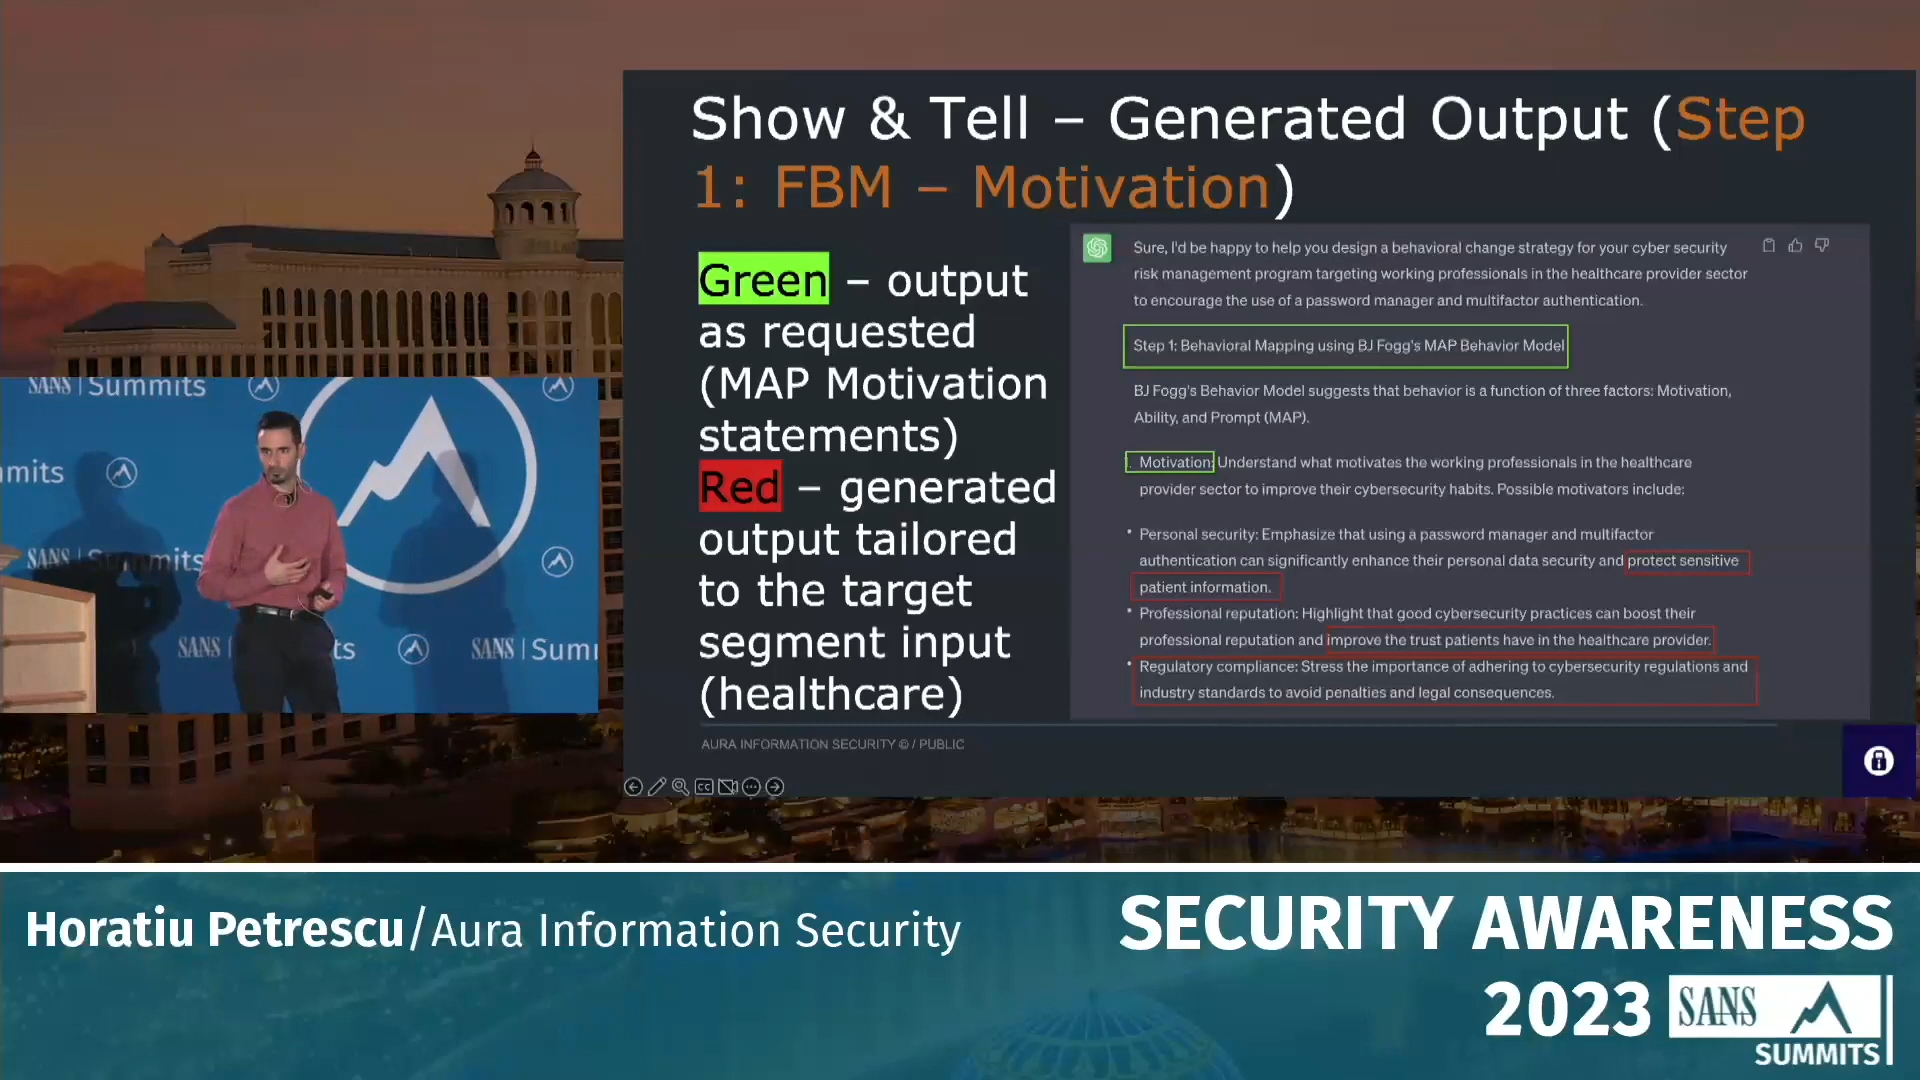 Show & Tell – Generated Output (Step
1: FBM – Motivation)
Green – output
as requested
(MAP Motivation
statements)
Red – generated
output tailored
to the target
segment input
(healthcare)
Sure, I'd be happy to help you design a behavioral change strategy for your cyber security
risk management program targeting working professionals in the healthcare provider sector
to encourage the use of a password manager and multifactor authentication.
Step 1: Behavioral Mapping using BJ Fogg's MAP Behavior Model
BJ Fogg's Behavior Model suggests that behavior is a function of three factors: Motivation,
Ability, and Prompt (MAP).
Motivation: Understand what motivates the working professionals in the healthcare
provider sector to improve their cybersecurity habits. Possible motivators include:
• Personal security: Emphasize that using a password manager and multifactor
authentication can significantly enhance their personal data security and protect sensitive
patient information.
• Professional reputation: Highlight that good cybersecurity practices can boost their
professional reputation and improve the trust patients have in the healthcare provider.
• Regulatory compliance: Stress the importance of adhering to cybersecurity regulations and
industry standards to avoid penalties and legal consequences.
AURA INFORMATION SECURITY © / PUBLIC
CC
SANS | Summits
mmits
SANS | Summits
SANS |
ts
SANS | Summ
Horatiu Petrescu/Aura Information Security
SECURITY AWARENESS
2023
SANS
SUMMITS